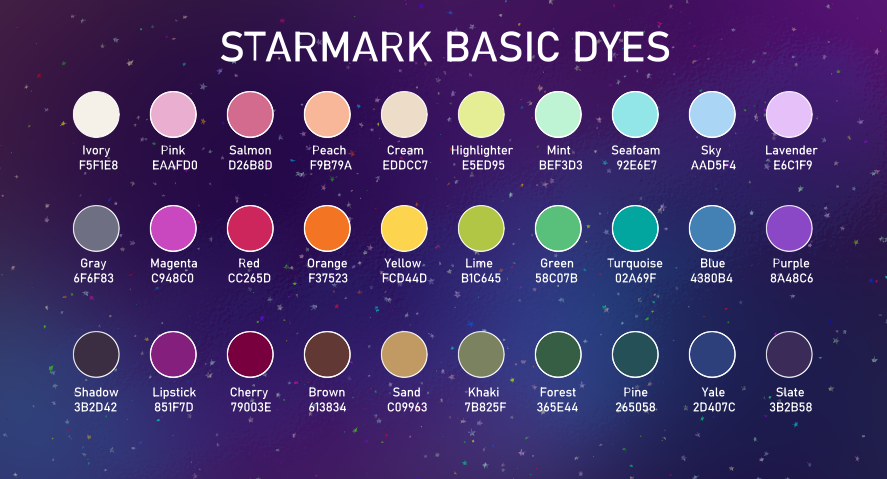 STARMARK BASIC DYES
Ivory Pink Salmon Peach Cream Highlighter Mint Seafoam Sky Lavender
F5F1E8 EAAFD0 D26B8D F9B79A EDDCC7 E5ED95 BEF3D3 92E6E7 AAD5F4 E6C1F9
Gray Magenta Red Orange Yellow Lime Green Turquoise Blue Purple
6F6F83 C948C0 CC265D F37523 FCD44D B1C645 58C07B 02A69F 4380B4 8A48C6
Shadow Lipstick Cherry Brown Sand Khaki Forest Pine Yale Slate
3B2D42 851F7D 79003E 613834 C09963 7B825F 365E44 265058 2D407C 3B2B58